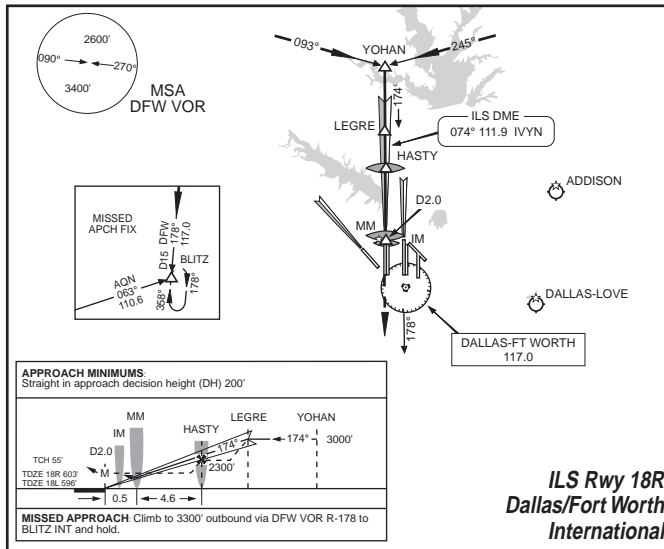 2600'
090°
270°
3400'
MSA
DFW VOR
093°
YOHAN
245°
174°
LEGRE
ILS DME
074° 111.9 IVYN
HASTY
ADDISON
D2.0
MM
IM
DALLAS-LOVE
178°
DALLAS-FT WORTH
117.0
MISSED
APCH FIX
D15 DFW
178°
117.0
BLITZ
AQN
063°
110.6
358°
178°
APPROACH MINIMUMS:
Straight in approach decision height (DH) 200'
MM
IM
D2.0
HASTY
LEGRE
YOHAN
174°
174°
3000'
2300'
TCH 55'
M
TDZE 18R 603'
TDZE 18L 596'
0.5
4.6
MISSED APPROACH: Climb to 3300' outbound via DFW VOR R-178 to
BLITZ INT and hold.
ILS Rwy 18R
Dallas/Fort Worth
International